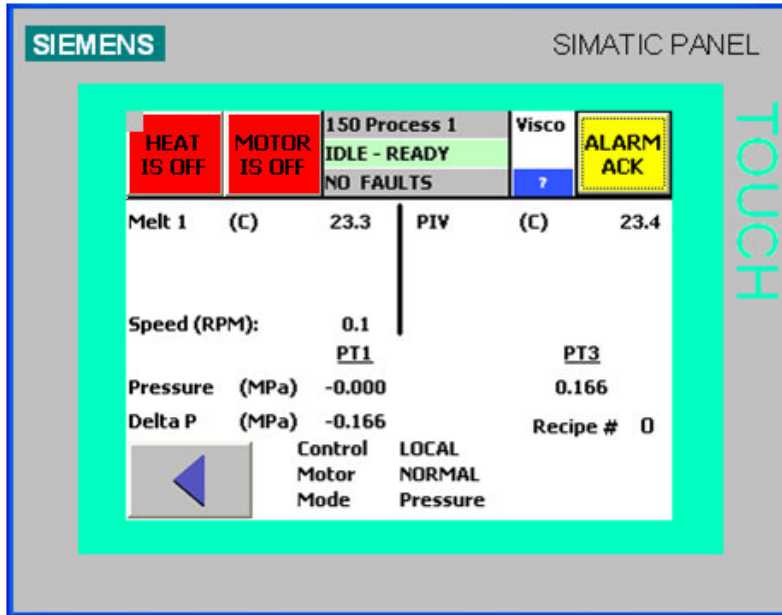 SIEMENS SIMATIC PANEL
TOUCH
HEAT IS OFF
MOTOR IS OFF
150 Process 1
IDLE - READY
NO FAULTS
Visco
?
ALARM ACK
Melt 1 (C) 23.3 PIV (C) 23.4
Speed (RPM): 0.1
PT1 PT3
Pressure (MPa) -0.000 0.166
Delta P (MPa) -0.166 Recipe # 0
Control LOCAL
Motor NORMAL
Mode Pressure